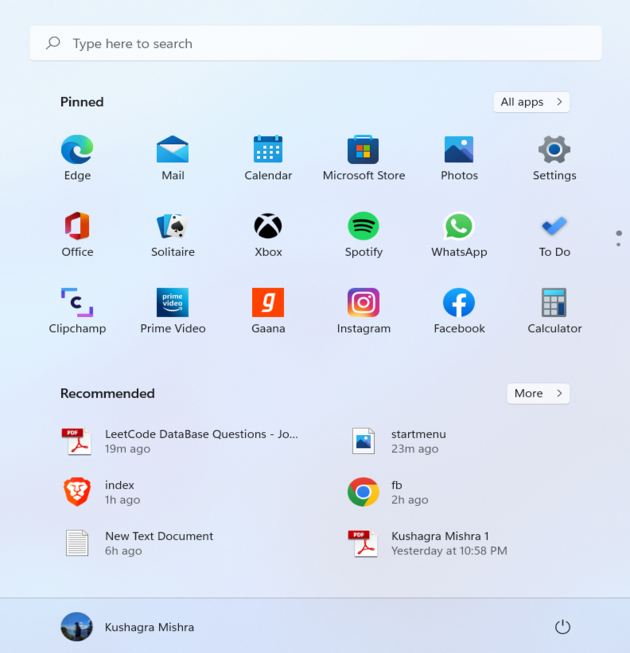 Type here to search
Pinned
All apps
Edge
Mail
Calendar
Microsoft Store
Photos
Settings
Office
Solitaire
Xbox
Spotify
WhatsApp
To Do
Clipchamp
prime video
Prime Video
Gaana
Instagram
Facebook
Calculator
Recommended
More
PDF
LeetCode DataBase Questions - Jo...
19m ago
startmenu
23m ago
index
1h ago
fb
2h ago
New Text Document
6h ago
PDF
Kushagra Mishra 1
Yesterday at 10:58 PM
Kushagra Mishra